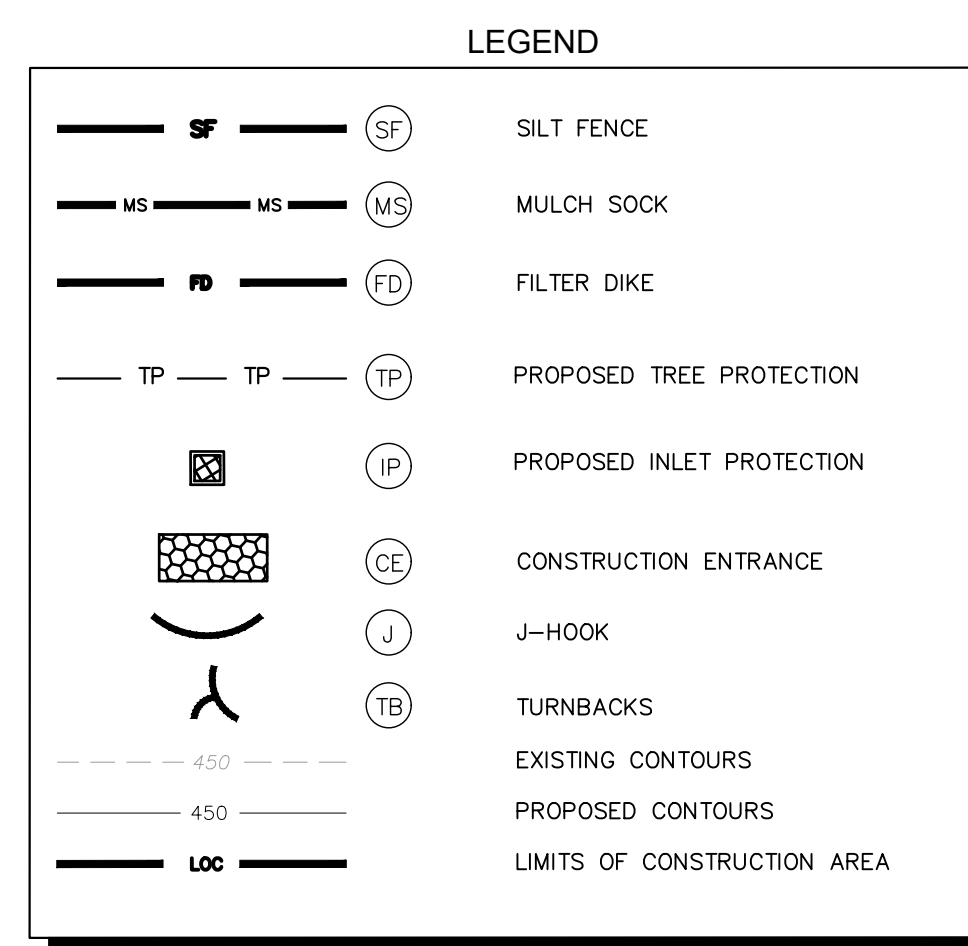 LEGEND
SF SF SILT FENCE
MS MS MS MULCH SOCK
FD FD FILTER DIKE
TP TP TP PROPOSED TREE PROTECTION
IP PROPOSED INLET PROTECTION
CE CONSTRUCTION ENTRANCE
J J-HOOK
TB TURNBACKS
450 EXISTING CONTOURS
450 PROPOSED CONTOURS
LOC LIMITS OF CONSTRUCTION AREA